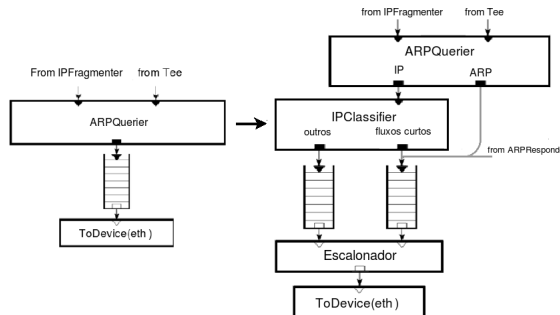 from IPFragmenter from Tee
ARPQuerier
IP ARP
From IPFragmenter from Tee
ARPQuerier
IPClassifier
outros fluxos curtos
from ARPRespond
ToDevice(eth)
Escalonador
ToDevice(eth)